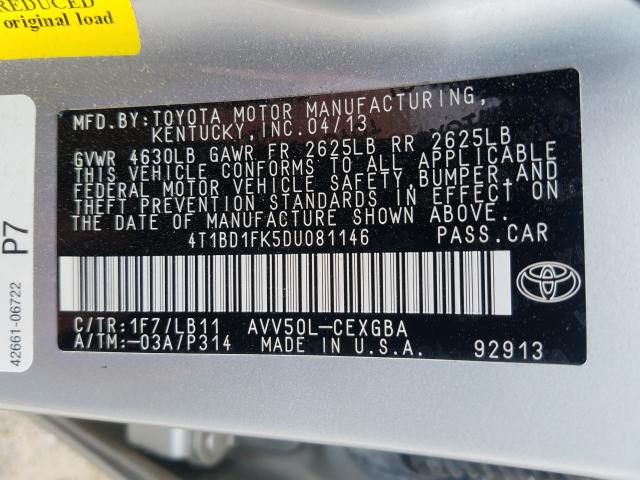 REDUCED
original load
MFD.BY:TOYOTA MOTOR MANUFACTURING,
KENTUCKY,INC.04/13
GVWR 4630LB GAWR FR 2625LB RR 2625LB
THIS VEHICLE CONFORMS TO ALL APPLICABLE
FEDERAL MOTOR VEHICLE SAFETY,BUMPER,AND
THEFT PREVENTION STANDARDS IN EFFECT ON
THE DATE OF MANUFACTURE SHOWN ABOVE.
4T1BD1FK5DU081146 PASS.CAR
C/TR:1F7/LB11 AVV50L-CEXGBA
A/TM:-03A/P314 MADE IN U.S.A. 92913
TOYOTA
P7
42661-06722